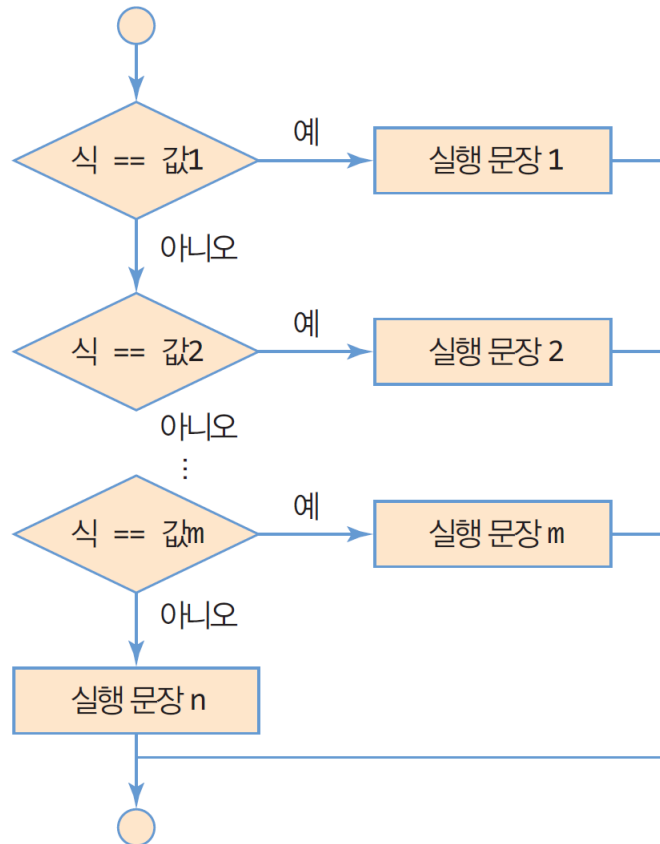 식 == 값1
예
실행 문장 1
아니오
식 == 값2
예
실행 문장 2
아니오
⋮
식 == 값m
예
실행 문장 m
아니오
실행 문장 n